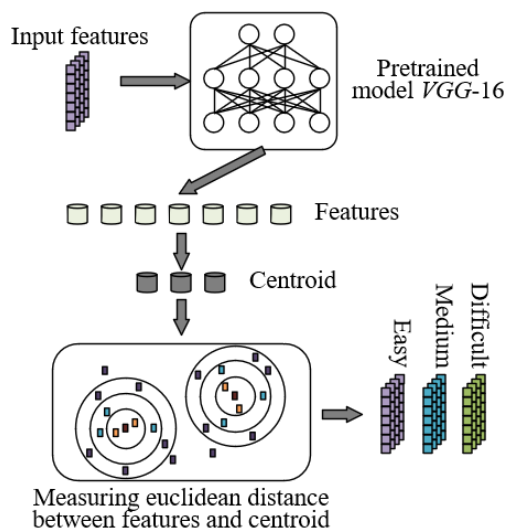 Input features
Pretrained
model VGG-16
Features
Centroid
Easy
Medium
Difficult
Measuring euclidean distance
between features and centroid